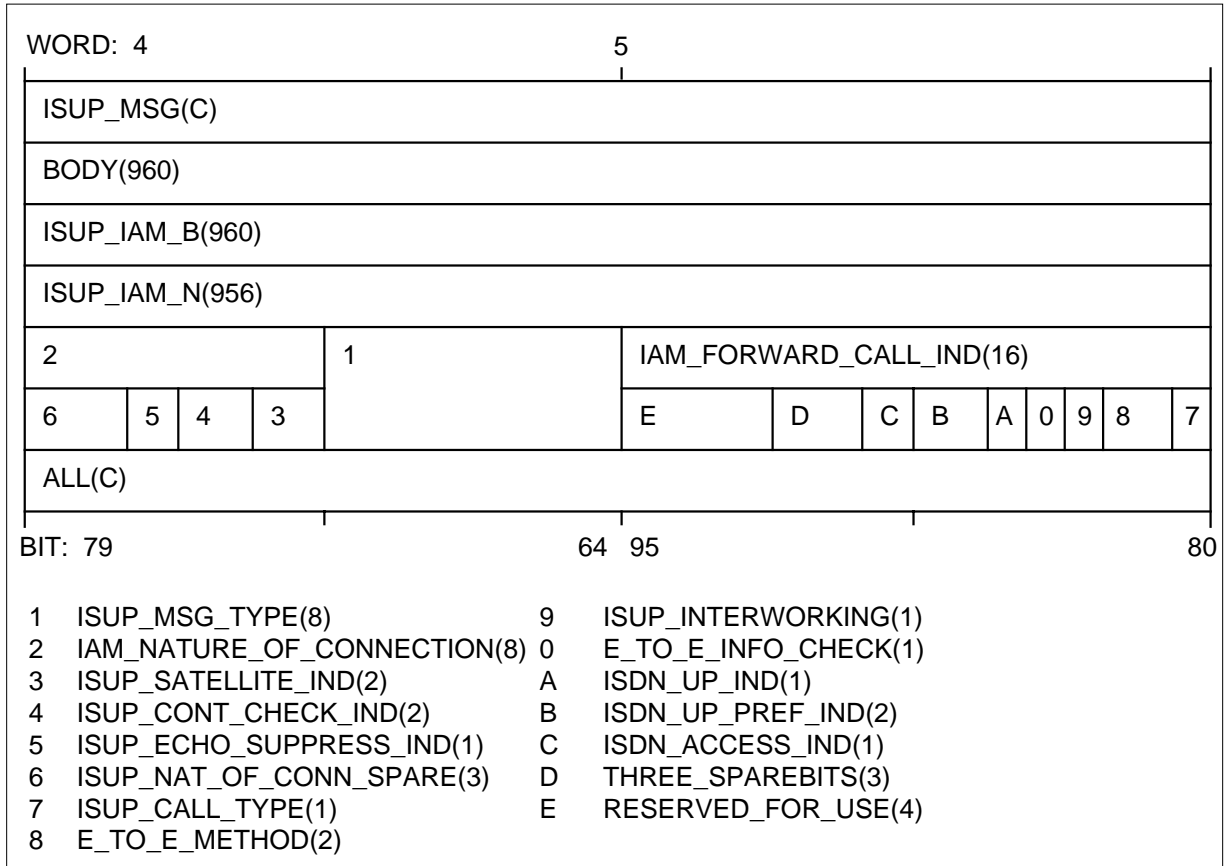 WORD: 4 5
ISUP_MSG(C)
BODY(960)
ISUP_IAM_B(960)
ISUP_IAM_N(956)
2 1 IAM_FORWARD_CALL_IND(16)
6 5 4 3 E D C B A 0 9 8 7
ALL(C)
BIT: 79 64 95 80
1 ISUP_MSG_TYPE(8) 9 ISUP_INTERWORKING(1)
2 IAM_NATURE_OF_CONNECTION(8) 0 E_TO_E_INFO_CHECK(1)
3 ISUP_SATELLITE_IND(2) A ISDN_UP_IND(1)
4 ISUP_CONT_CHECK_IND(2) B ISDN_UP_PREF_IND(2)
5 ISUP_ECHO_SUPPRESS_IND(1) C ISDN_ACCESS_IND(1)
6 ISUP_NAT_OF_CONN_SPARE(3) D THREE_SPAREBITS(3)
7 ISUP_CALL_TYPE(1) E RESERVED_FOR_USE(4)
8 E_TO_E_METHOD(2)